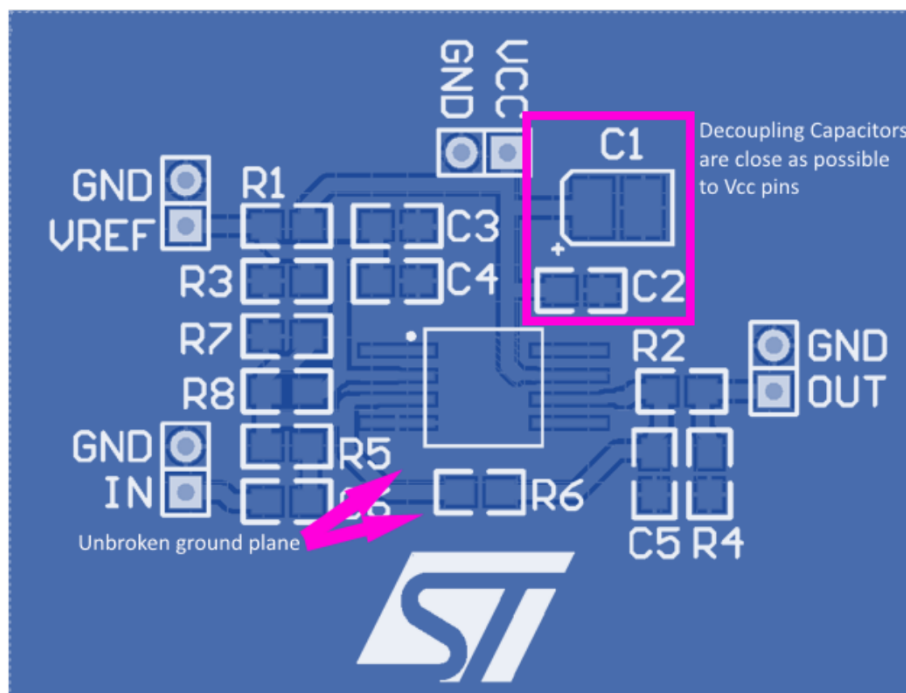 GND
VCC
C1
Decoupling Capacitors
are close as possible
to Vcc pins
GND
VREF
R1
C3
R3
C4
C2
R7
R2
GND
OUT
R8
GND
IN
R5
R6
Unbroken ground plane
C5
R4
ST